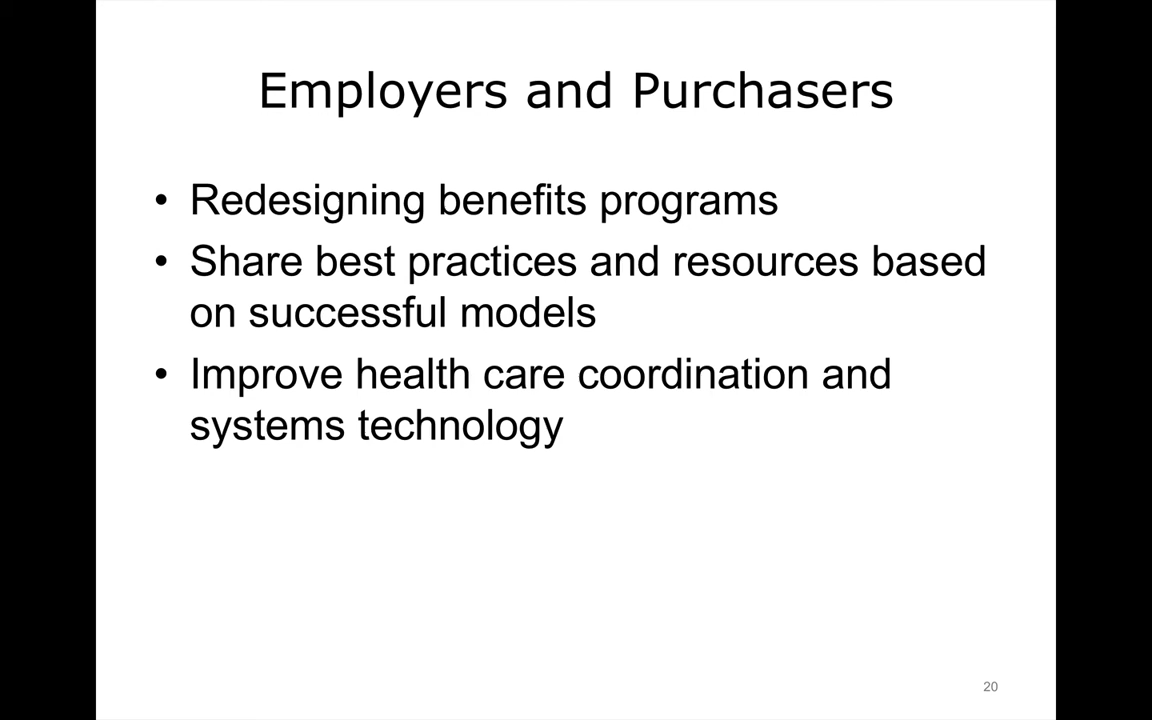 Employers and Purchasers
• Redesigning benefits programs
• Share best practices and resources based
on successful models
• Improve health care coordination and
systems technology
20